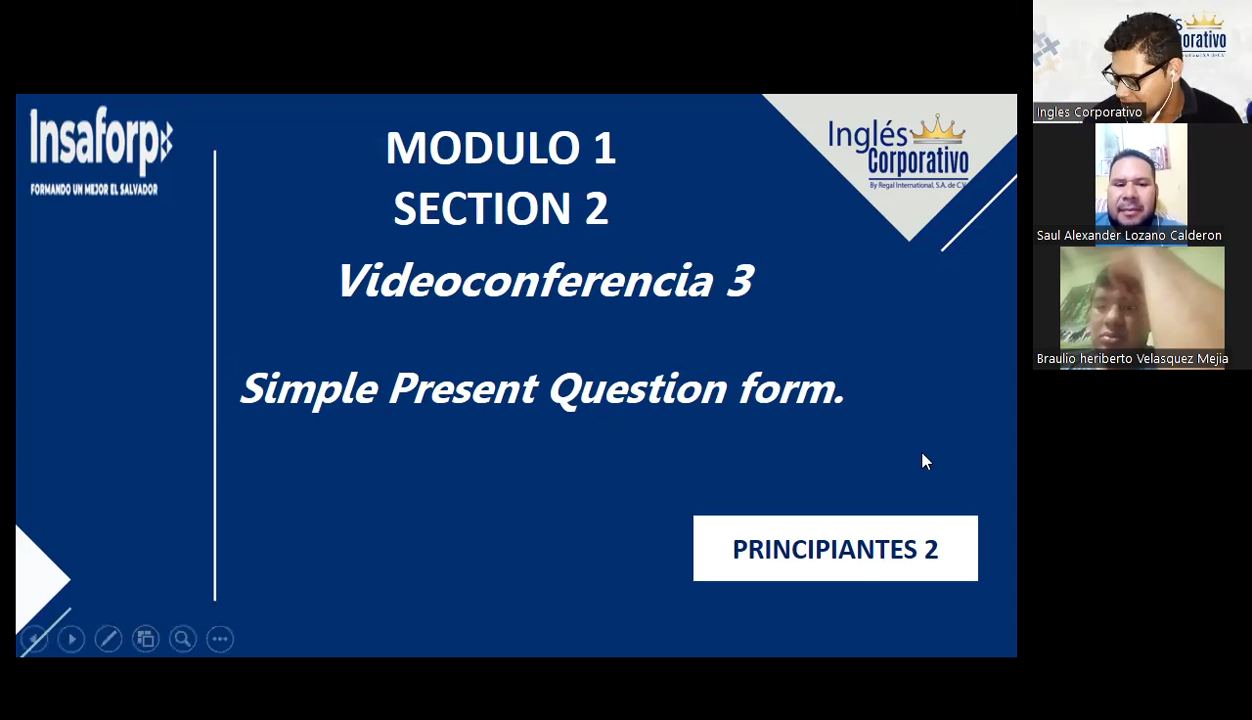 Insaforp
FORMANDO UN MEJOR EL SALVADOR
MODULO 1
SECTION 2
Videoconferencia 3
Simple Present Question form.
PRINCIPIANTES 2
Inglés
Corporativo
By Regal International, S.A. de C.V.
orativo
Ingles Corporativo
Saul Alexander Lozano Calderon
Braulio heriberto Velasquez Mejia